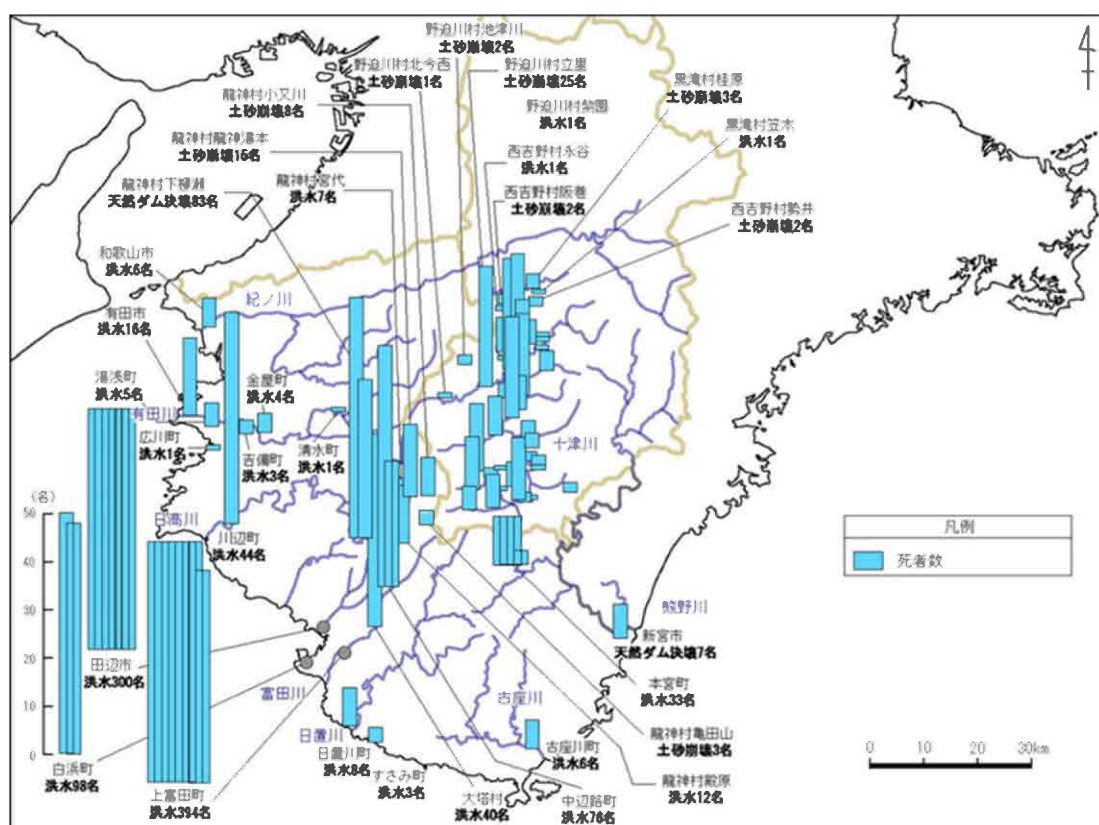 野迫川村池津川
土砂崩壊2名
野迫川村北今西
土砂崩壊1名
野迫川村立里
土砂崩壊25名
野迫川村柴園
洪水1名
黒滝村桂原
土砂崩壊3名
黒滝村笠木
洪水1名
龍神村小又川
土砂崩壊8名
龍神村龍神湯本
土砂崩壊15名
西吉野村永谷
洪水1名
龍神村下柳瀬
天然ダム決壊83名
龍神村宮代
洪水7名
西吉野村阪巻
土砂崩壊2名
西吉野村勢井
土砂崩壊2名
和歌山市
洪水6名
紀ノ川
有田市
洪水16名
湯浅町
洪水5名
金屋町
洪水4名
有田川
広川町
洪水1名
吉備町
洪水3名
清水町
洪水1名
十津川
(名)
50
40
30
20
10
0
日高川
川辺町
洪水44名
凡例
死者数
熊野川
新宮市
天然ダム決壊7名
田辺市
洪水300名
富田川
古座川
本宮町
洪水33名
日置川
日置川町
洪水8名
すさみ町
洪水3名
古座川町
洪水6名
龍神村亀田山
土砂崩壊3名
0
10
20
30km
白浜町
洪水98名
上富田町
洪水394名
大塔村
洪水40名
中辺路町
洪水76名
龍神村殿原
洪水12名